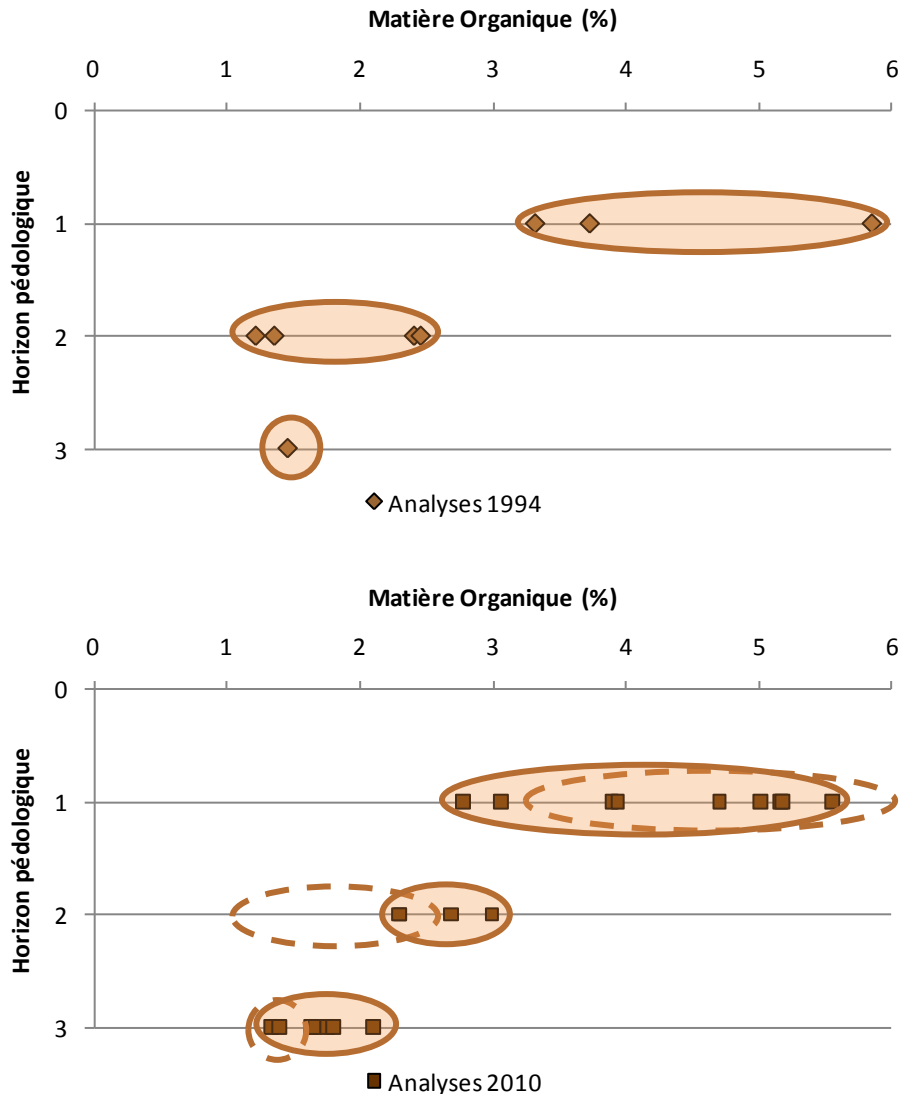 Matière Organique (%)
0 1 2 3 4 5 6
0
1
2
3
Horizon pédologique
Analyses 1994
Matière Organique (%)
0 1 2 3 4 5 6
0
1
2
3
Horizon pédologique
Analyses 2010